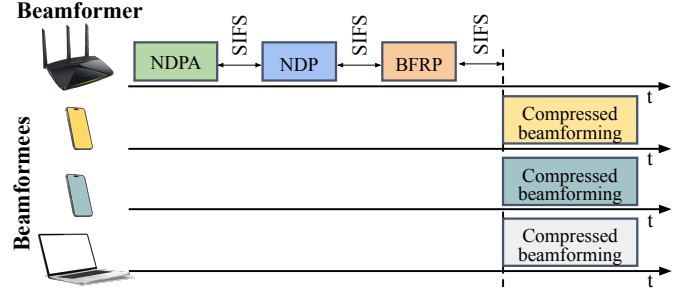 Beamformer
NDPA
SIFS
NDP
SIFS
BFRP
SIFS
t
Beamformees
Compressed
beamforming
t
Compressed
beamforming
t
Compressed
beamforming
t